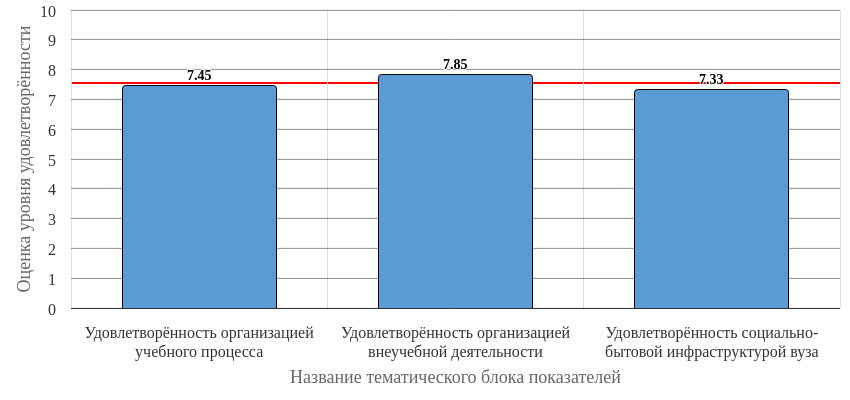 Оценка уровня удовлетворённости
10
9
8
7
6
5
4
3
2
1
0
7.45
7.85
7.33
Удовлетворённость организацией
учебного процесса
Удовлетворённость организацией
внеучебной деятельности
Удовлетворённость социально-
бытовой инфраструктурой вуза
Название тематического блока показателей